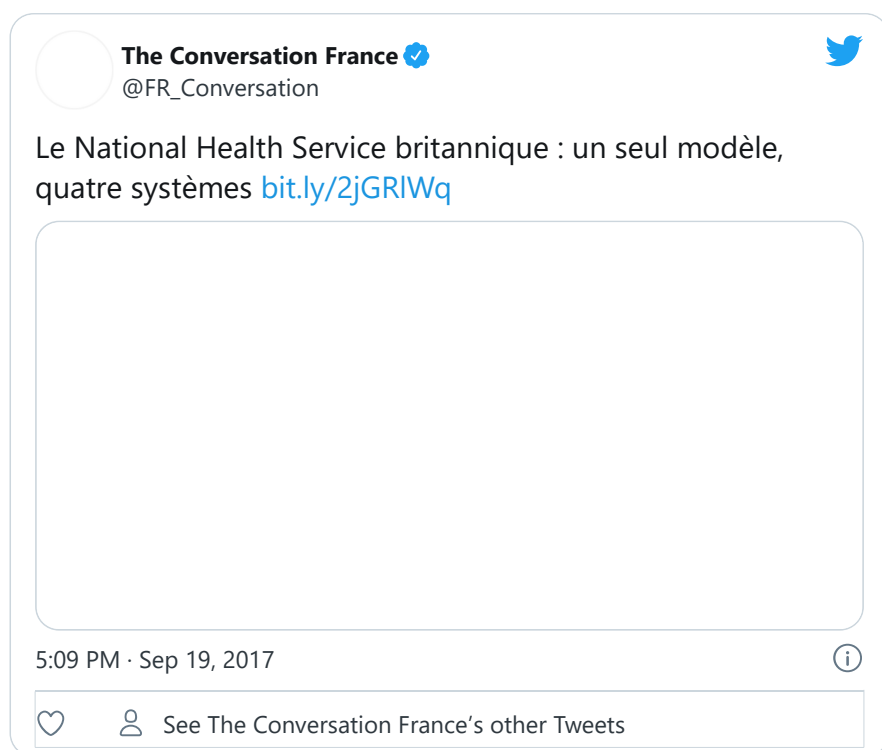 The Conversation France
@FR_Conversation
Le National Health Service britannique : un seul modèle,
quatre systèmes bit.ly/2jGRlWq
5:09 PM · Sep 19, 2017
See The Conversation France’s other Tweets